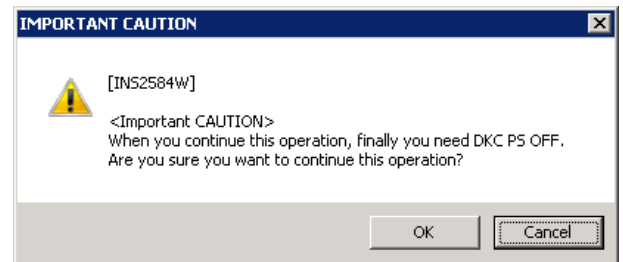 IMPORTANT CAUTION
[INS2584W]
<Important CAUTION>
When you continue this operation, finally you need DKC PS OFF.
Are you sure you want to continue this operation?
OK
Cancel